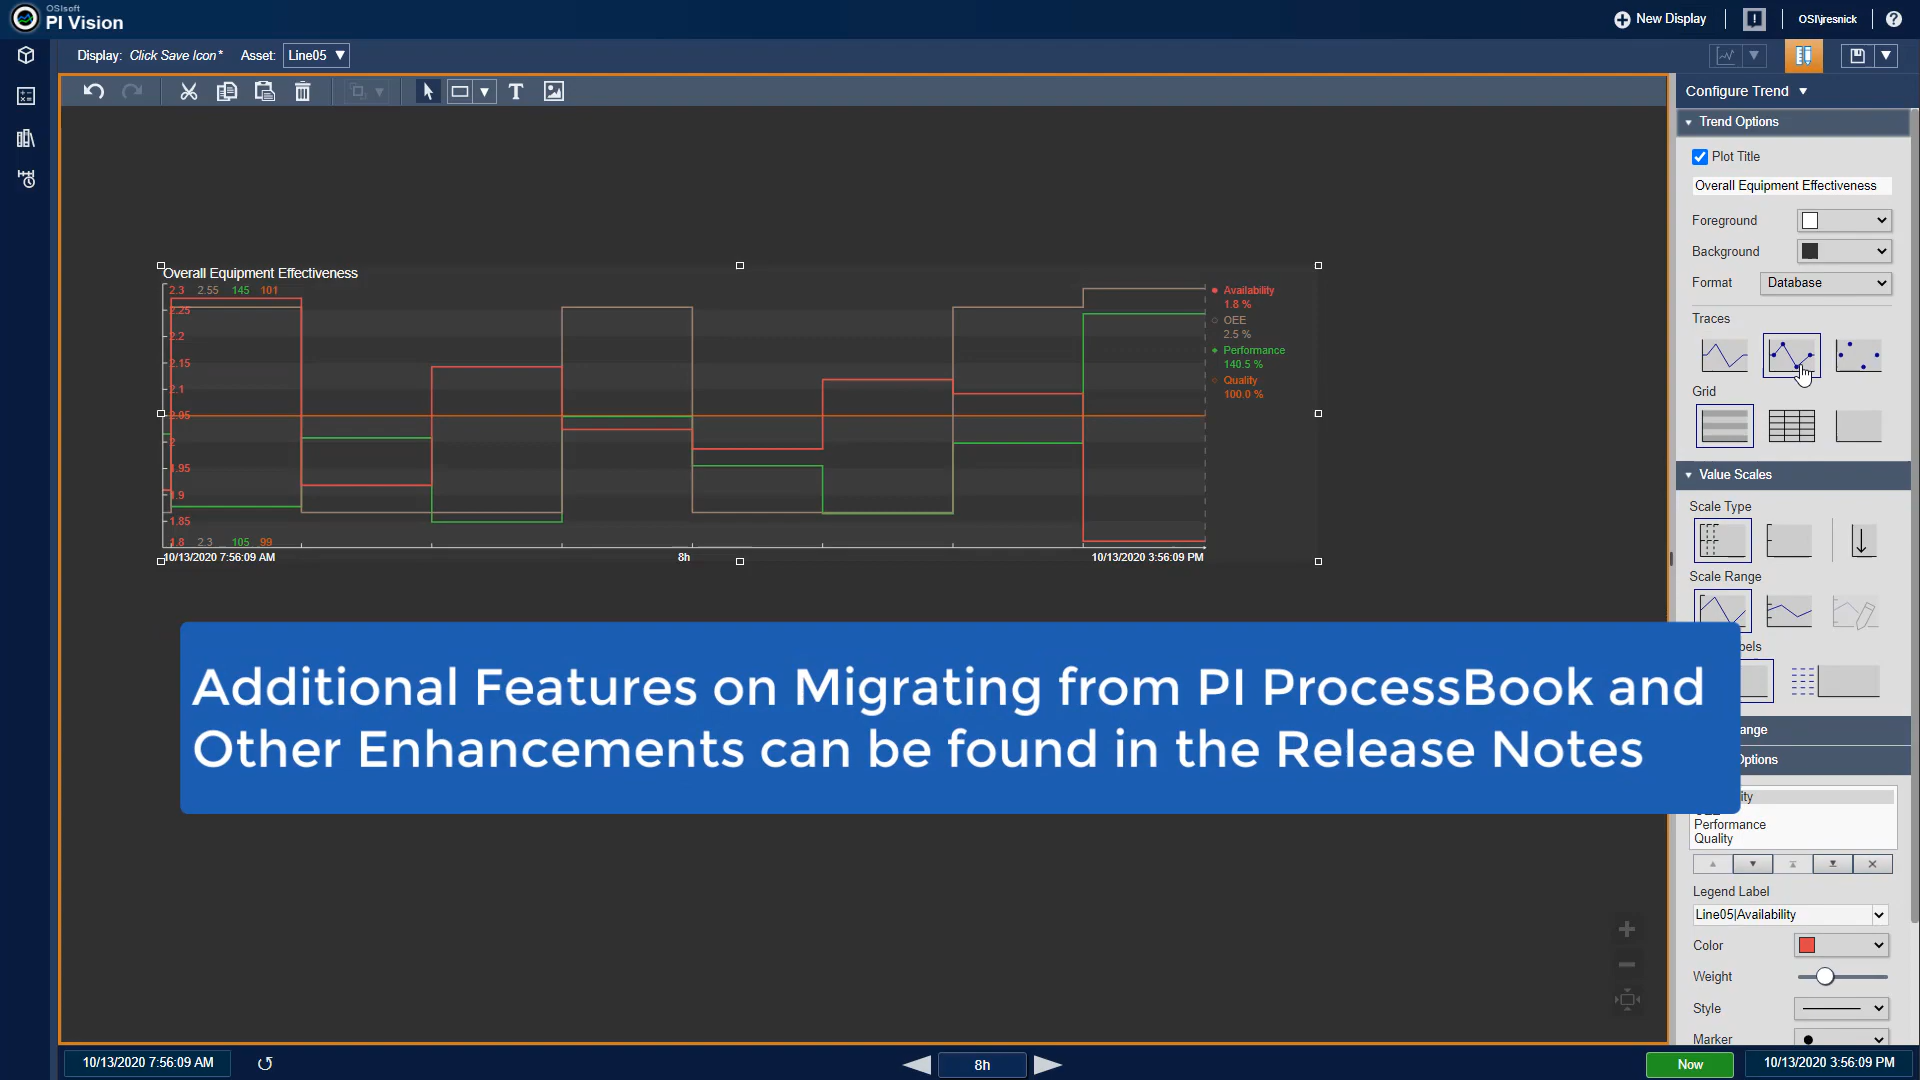 OSIsoft
PI Vision
New Display
OSI\jresnick
Display: Click Save Icon* Asset: Line05
Configure Trend
Trend Options
Plot Title
Overall Equipment Effectiveness
Foreground
Background
Format Database
Traces
Grid
Value Scales
Scale Type
Scale Range
Overall Equipment Effectiveness
2.3 2.55 145 101
2.25
2.2
2.15
2.1
2.05
2
1.95
1.9
1.85
1.8 2.3 105 99
10/13/2020 7:56:09 AM 8h 10/13/2020 3:56:09 PM
Availability
1.8 %
OEE
2.5 %
Performance
140.5 %
Quality
100.0 %
Additional Features on Migrating from PI ProcessBook and
Other Enhancements can be found in the Release Notes
Performance
Quality
Legend Label
Line05|Availability
Color
Weight
Style
Marker
10/13/2020 7:56:09 AM 8h Now 10/13/2020 3:56:09 PM